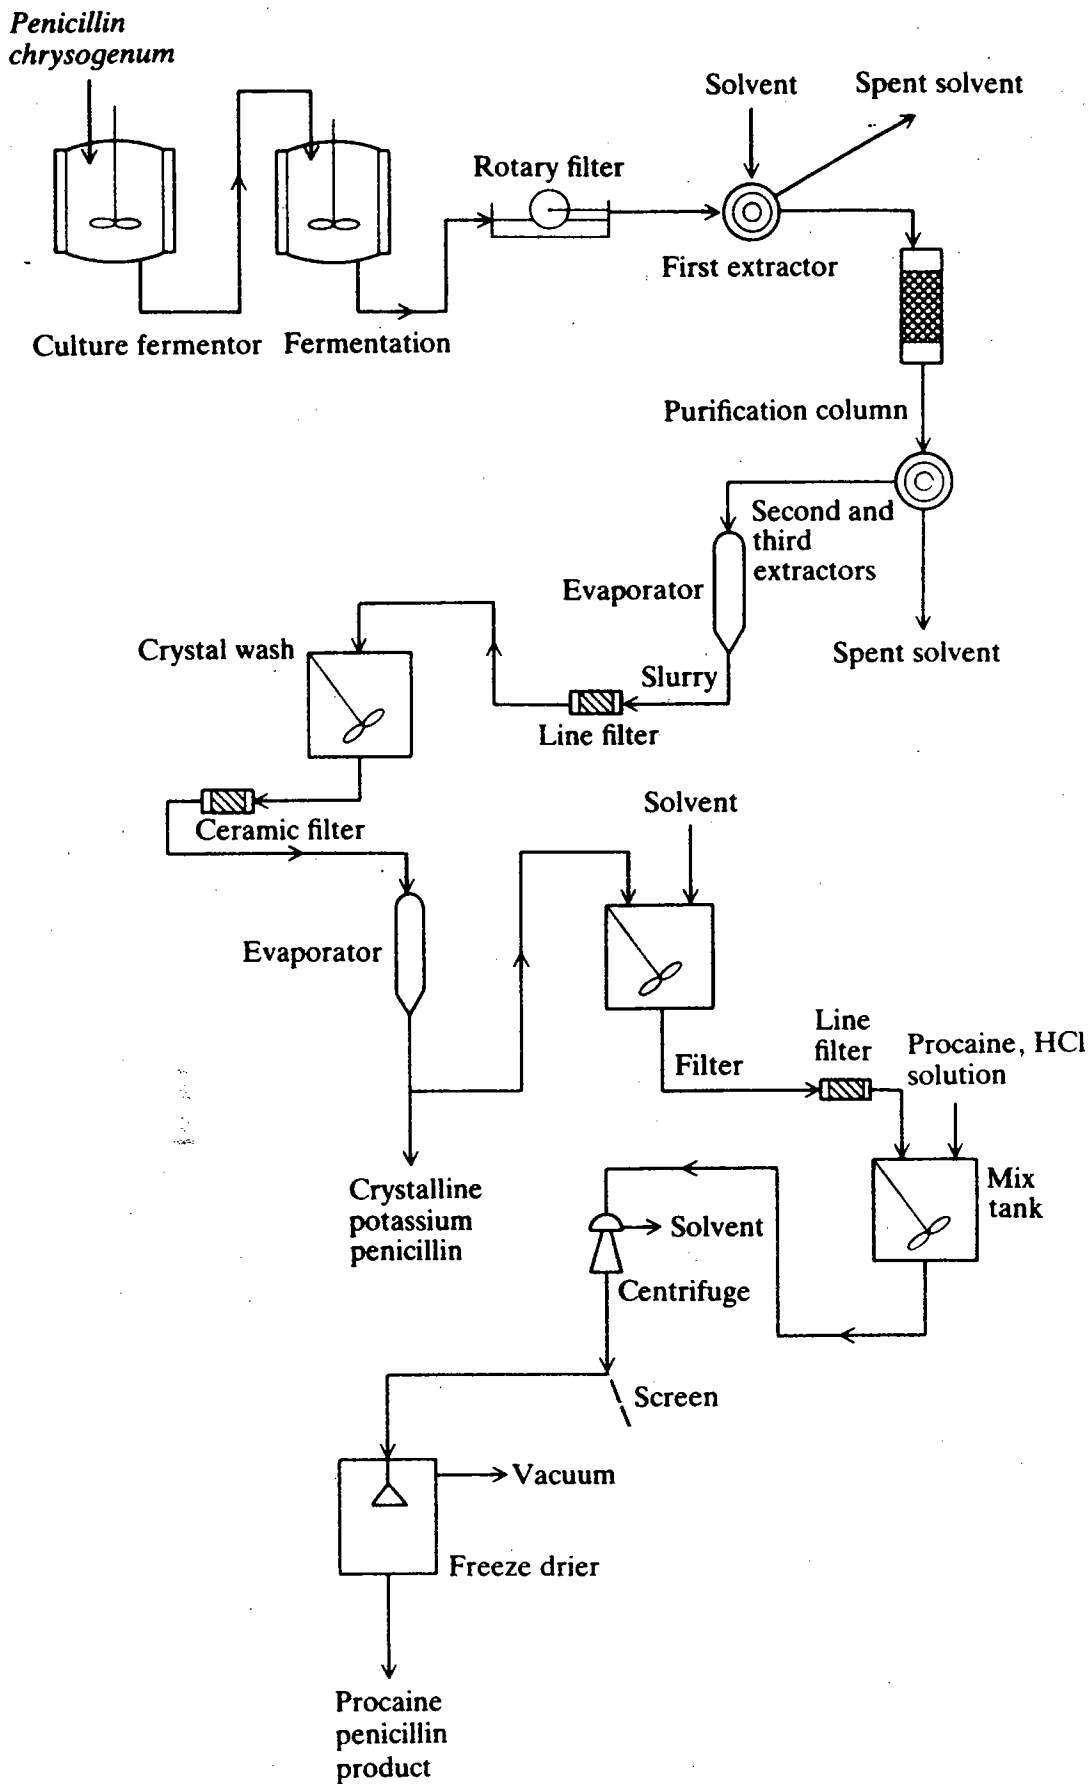 Penicillin
chrysogenum
Solvent
Spent solvent
Rotary filter
First extractor
Culture fermentor
Fermentation
Purification column
Second and
third
extractors
Evaporator
Spent solvent
Crystal wash
Slurry
Line filter
Ceramic filter
Solvent
Evaporator
Line
filter
Procaine, HCl
solution
Filter
Mix
tank
Crystalline
potassium
penicillin
Solvent
Centrifuge
Screen
Vacuum
Freeze drier
Procaine
penicillin
product